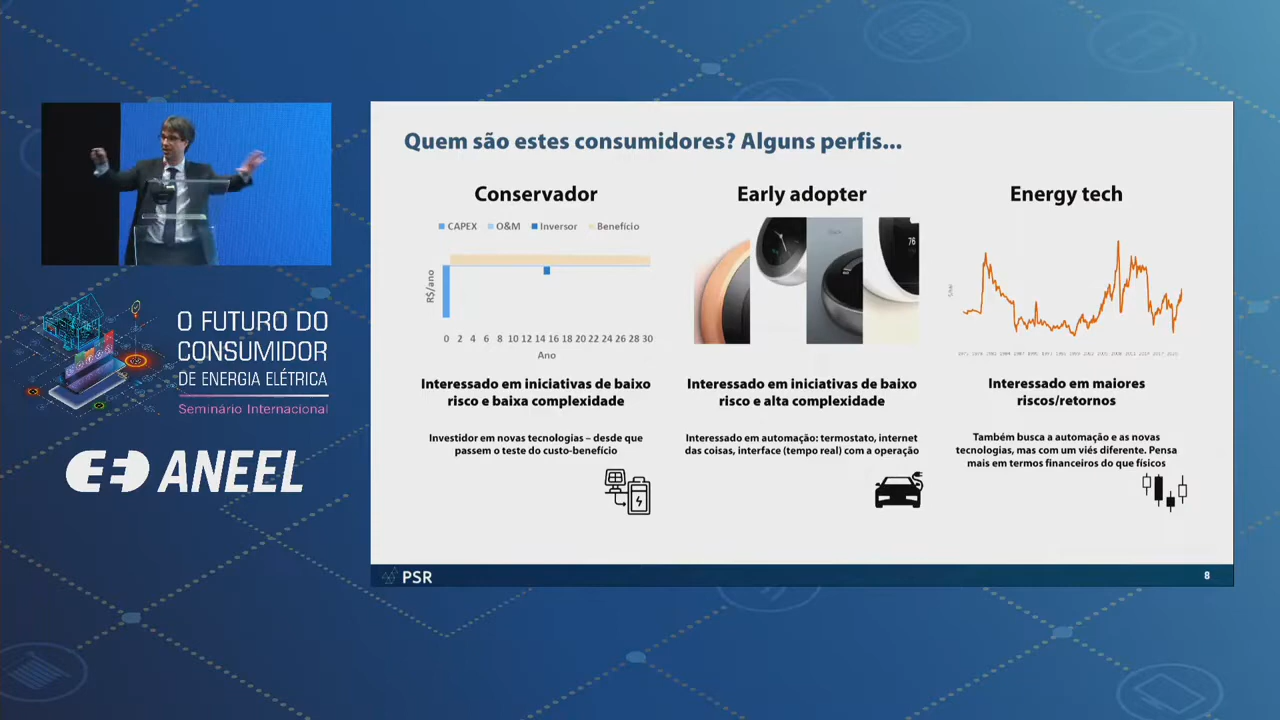 O FUTURO DO
CONSUMIDOR
DE ENERGIA ELÉTRICA
Seminário Internacional
ANEEL
Quem são estes consumidores? Alguns perfis...
Conservador
CAPEX O&M Inversor Benefício
R$/ano
0 2 4 6 8 10 12 14 16 18 20 22 24 26 28 30
Ano
Interessado em iniciativas de baixo
risco e baixa complexidade
Investidor em novas tecnologias – desde que
passem o teste do custo-benefício
Early adopter
76
Interessado em iniciativas de baixo
risco e alta complexidade
Interessado em automação: termostato, internet
das coisas, interface (tempo real) com a operação
Energy tech
Interessado em maiores
riscos/retornos
Também busca a automação e as novas
tecnologias, mas com um viés diferente. Pensa
mais em termos financeiros do que físicos
PSR
8